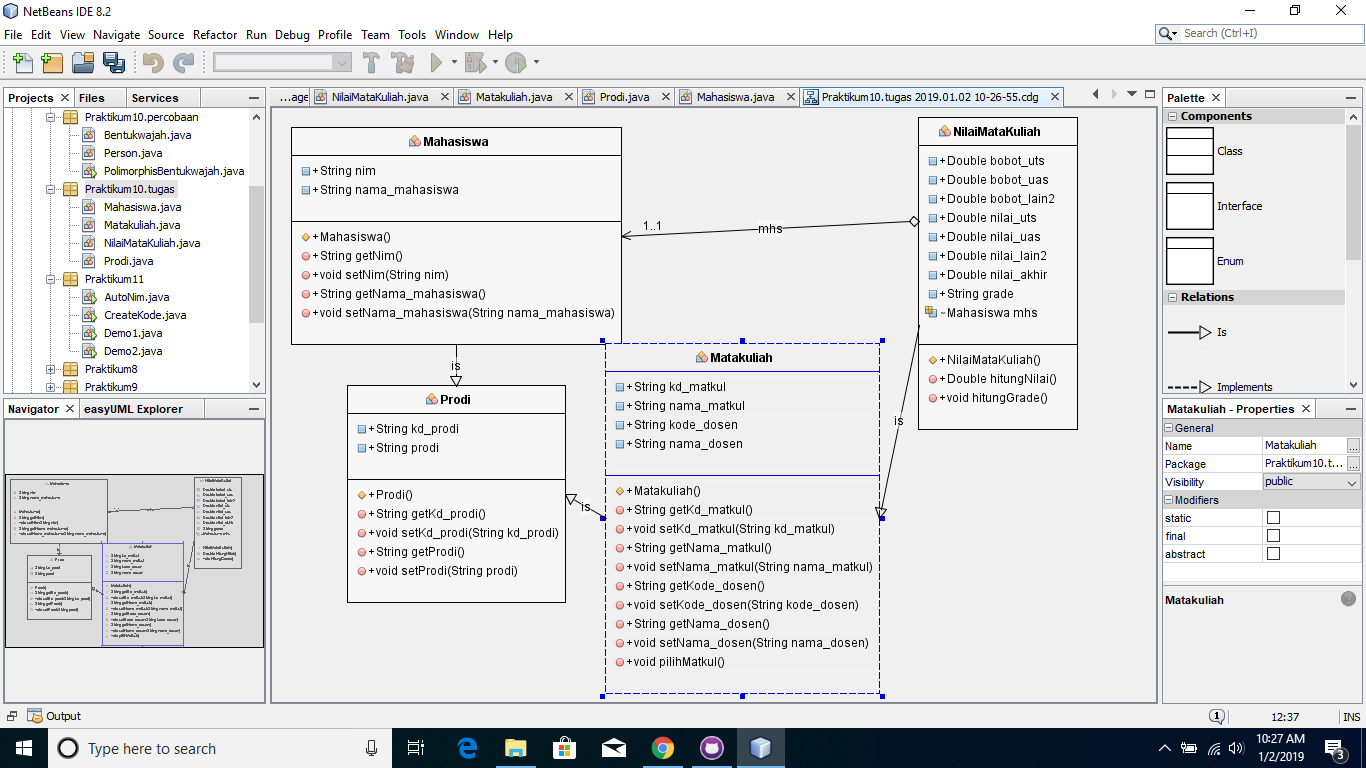 NetBeans IDE 8.2
File Edit View Navigate Source Refactor Run Debug Profile Team Tools Window Help
Search (Ctrl+I)
Projects Files Services
Praktikum10.percobaan
Bentukwajah.java
Person.java
PolimorphisBentukwajah.java
Praktikum10.tugas
Mahasiswa.java
Matakuliah.java
NilaiMataKuliah.java
Prodi.java
Praktikum11
AutoNim.java
CreateKode.java
Demo1.java
Demo2.java
Praktikum8
Praktikum9
Navigator easyUML Explorer
...age NilaiMataKuliah.java Matakuliah.java Prodi.java Mahasiswa.java Praktikum10.tugas 2019.01.02 10-26-55.cdg
Mahasiswa
+String nim
+String nama_mahasiswa
+Mahasiswa()
+String getNim()
+void setNim(String nim)
+String getNama_mahasiswa()
+void setNama_mahasiswa(String nama_mahasiswa)
1..1 mhs
NilaiMataKuliah
+Double bobot_uts
+Double bobot_uas
+Double bobot_lain2
+Double nilai_uts
+Double nilai_uas
+Double nilai_lain2
+Double nilai_akhir
+String grade
~Mahasiswa mhs
+NilaiMataKuliah()
+Double hitungNilai()
+void hitungGrade()
is
Prodi
+String kd_prodi
+String prodi
+Prodi()
+String getKd_prodi()
+void setKd_prodi(String kd_prodi)
+String getProdi()
+void setProdi(String prodi)
is
Matakuliah
+String kd_matkul
+String nama_matkul
+String kode_dosen
+String nama_dosen
+Matakuliah()
+String getKd_matkul()
+void setKd_matkul(String kd_matkul)
+String getNama_matkul()
+void setNama_matkul(String nama_matkul)
+String getKode_dosen()
+void setKode_dosen(String kode_dosen)
+String getNama_dosen()
+void setNama_dosen(String nama_dosen)
+void pilihMatkul()
is
Palette
Components
Class
Interface
Enum
Relations
Is
Implements
Matakuliah - Properties
General
Name Matakuliah ...
Package Praktikum10.t... ...
Visibility public
Modifiers
static
final
abstract
Matakuliah
Output
1 12:37 INS
Type here to search
10:27 AM
1/2/2019
3